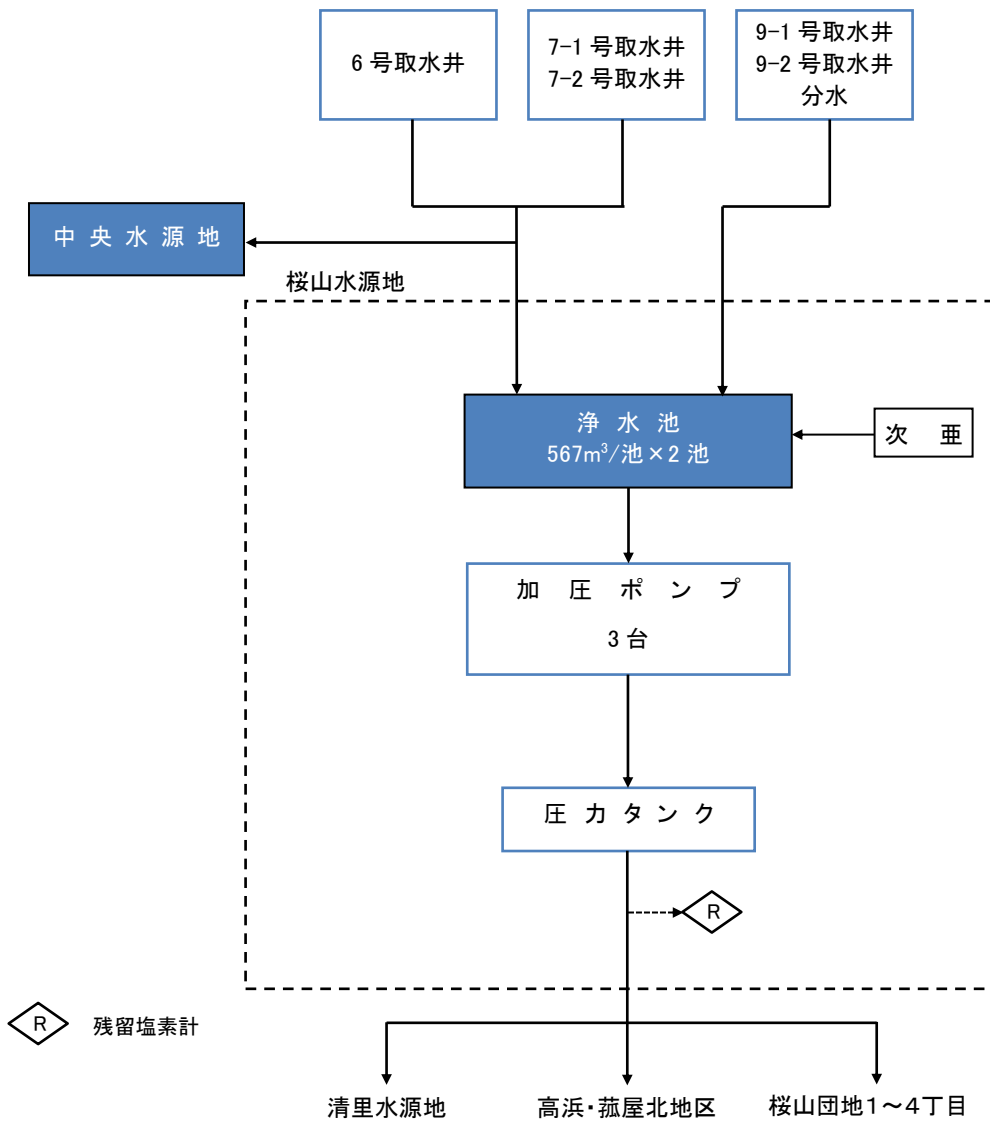 6 号取水井
7-1 号取水井
7-2 号取水井
9-1 号取水井
9-2 号取水井
分水
中 央 水 源 地
桜山水源地
浄 水 池
567m³/池×2 池
次 亜
加 圧 ポ ン プ
3 台
圧 力 タ ン ク
R
R
残留塩素計
清里水源地
高浜・菰屋北地区
桜山団地１～４丁目